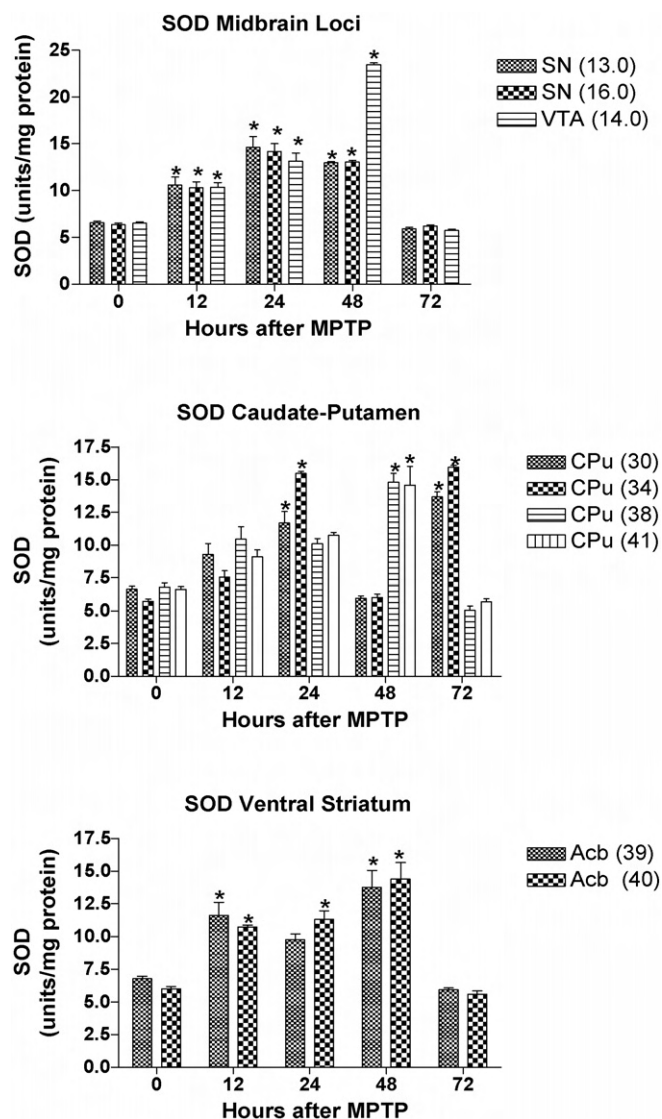 SOD Midbrain Loci
SOD (units/mg protein)
25
20
15
10
5
0
* * *
* * *
* *
*
0 12 24 48 72
Hours after MPTP
SN (13.0)
SN (16.0)
VTA (14.0)
SOD Caudate-Putamen
SOD
(units/mg protein)
17.5
15.0
12.5
10.0
7.5
5.0
2.5
0.0
* *
* *
* *
0 12 24 48 72
Hours after MPTP
CPu (30)
CPu (34)
CPu (38)
CPu (41)
SOD Ventral Striatum
SOD
(units/mg protein)
17.5
15.0
12.5
10.0
7.5
5.0
2.5
0.0
* *
*
* *
0 12 24 48 72
Hours after MPTP
Acb (39)
Acb (40)